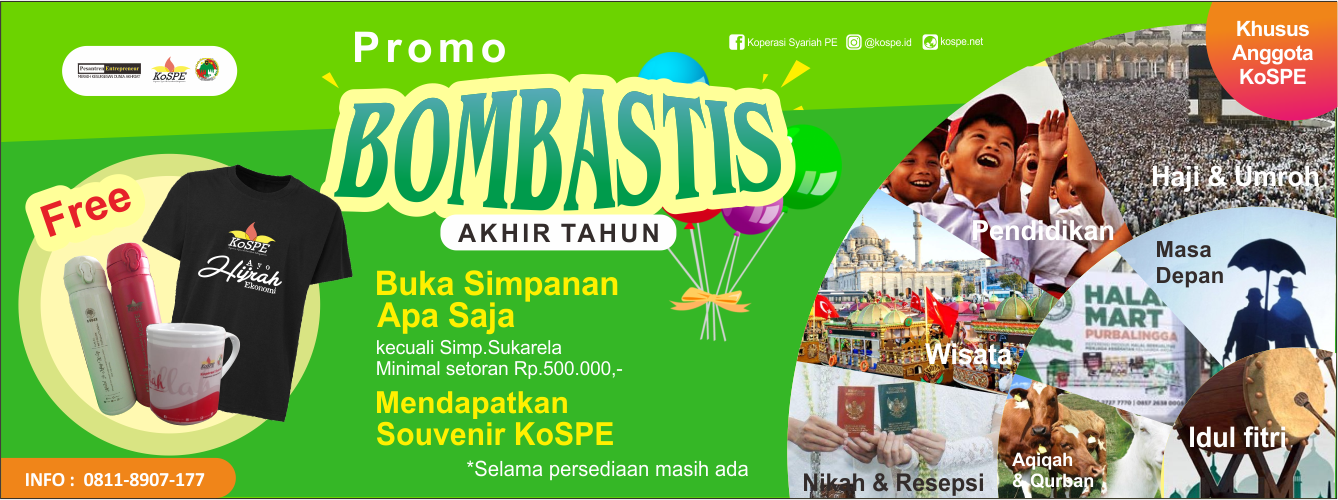 Promo
BOMBASTIS
AKHIR TAHUN
Koperasi Syariah PE
@kospe.id
kospe.net
Khusus
Anggota
KoSPE
Pesantren Entrepreneur
KoSPE
Free
KoSPE
Ayo
Hijrah
Ekonomi
Buka Simpanan
Apa Saja
kecuali Simp.Sukarela
Minimal setoran Rp.500.000,-
Mendapatkan
Souvenir KoSPE
*Selama persediaan masih ada
INFO : 0811-8907-177
Haji & Umroh
Pendidikan
Masa
Depan
HALAL
MART
PURBALINGGA
Wisata
Idul fitri
Aqiqah
& Qurban
Nikah & Resepsi